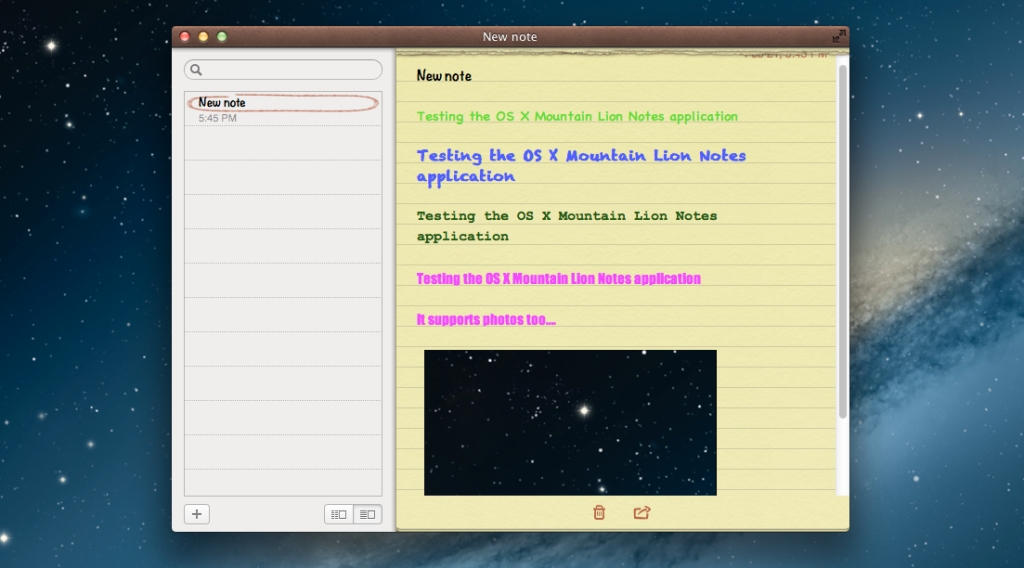 New note
New note
5:45 PM
New note
Testing the OS X Mountain Lion Notes application
Testing the OS X Mountain Lion Notes
application
Testing the OS X Mountain Lion Notes
application
Testing the OS X Mountain Lion Notes application
It supports photos too....